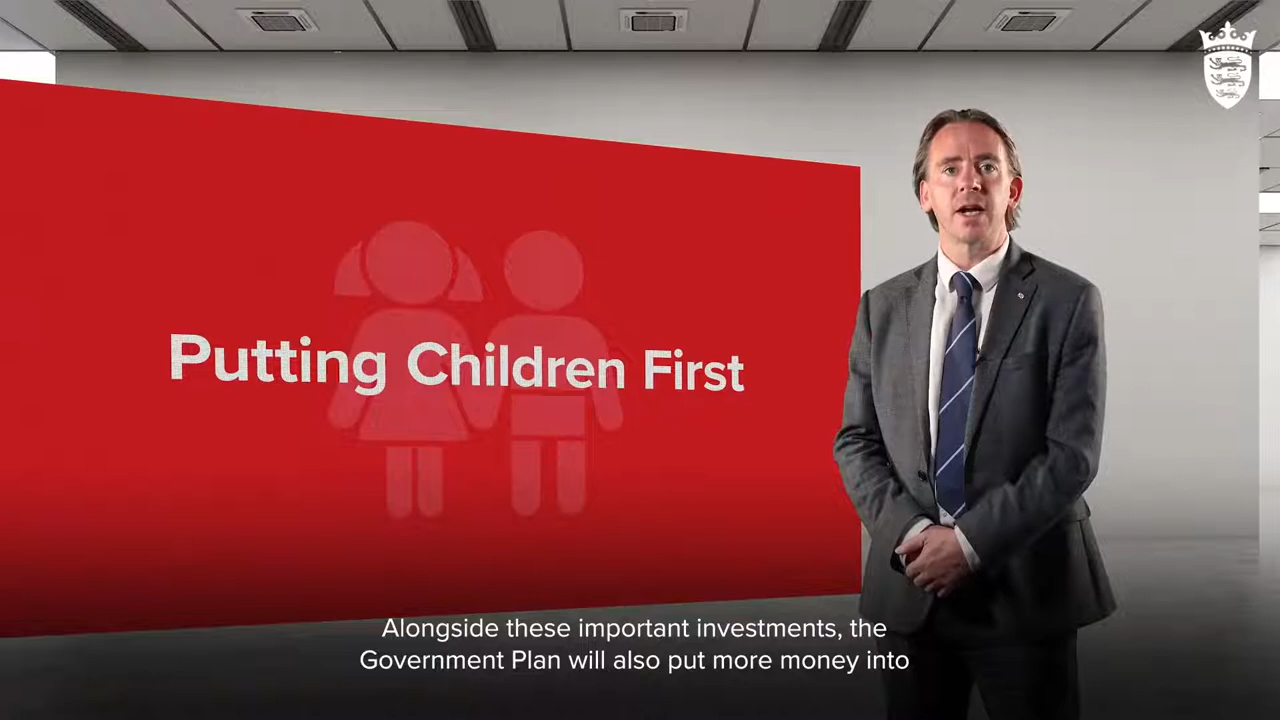 Putting Children First
Alongside these important investments, the
Government Plan will also put more money into